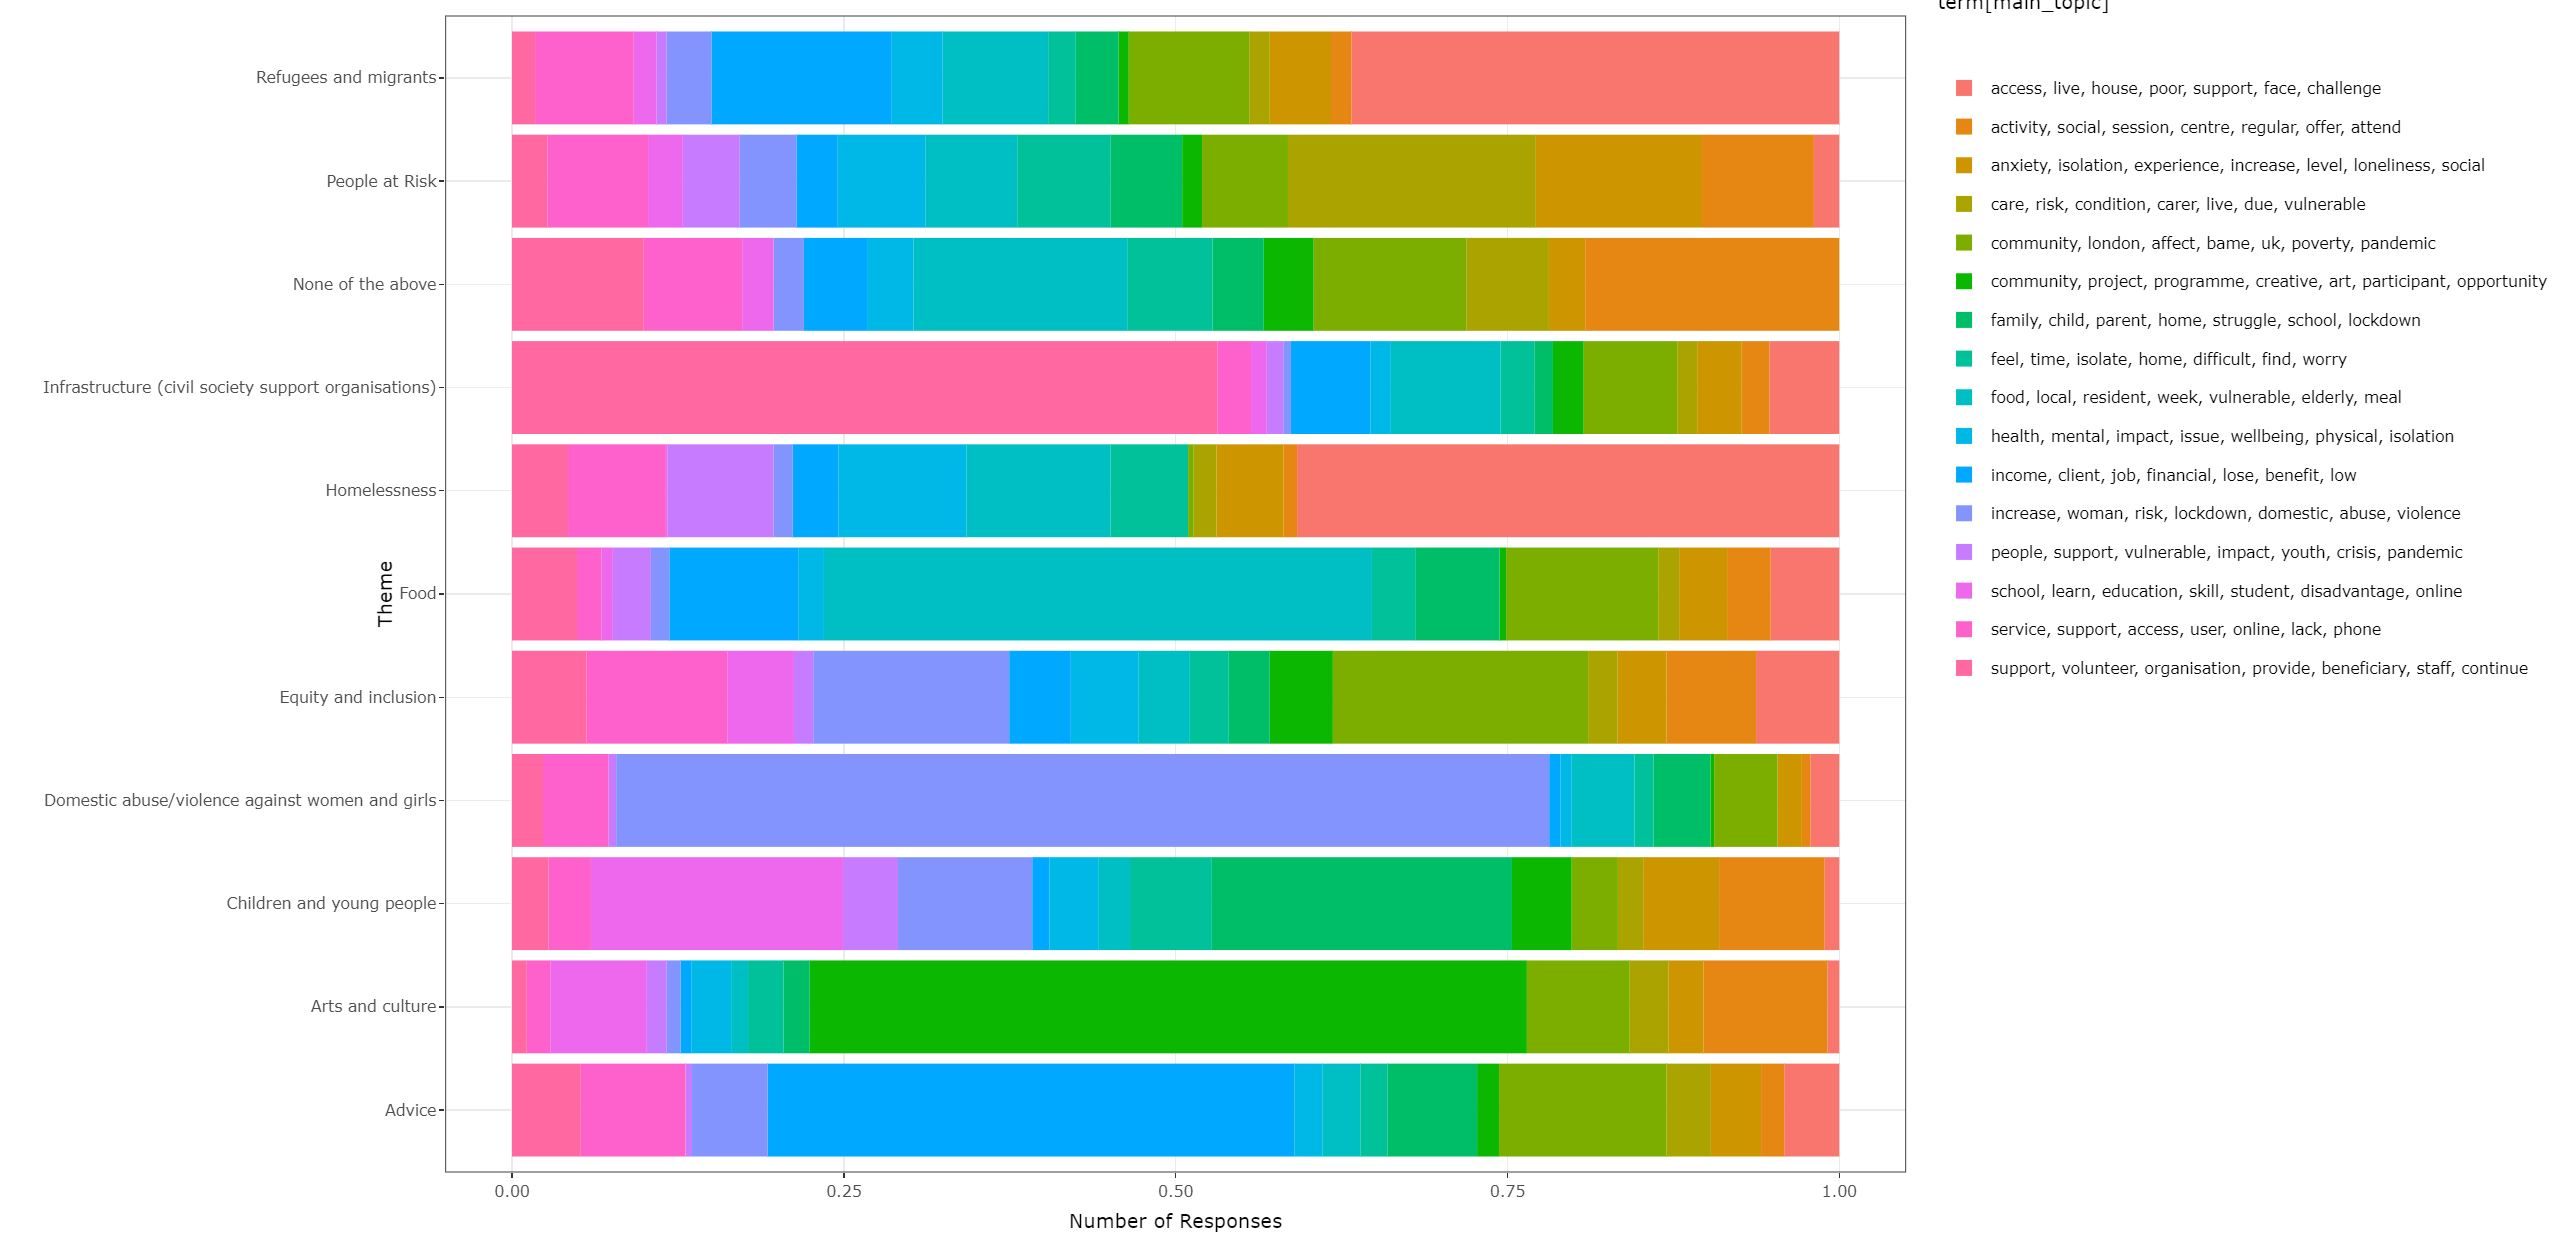 term[main_topic]
access, live, house, poor, support, face, challenge
activity, social, session, centre, regular, offer, attend
anxiety, isolation, experience, increase, level, loneliness, social
care, risk, condition, carer, live, due, vulnerable
community, london, affect, bame, uk, poverty, pandemic
community, project, programme, creative, art, participant, opportunity
family, child, parent, home, struggle, school, lockdown
feel, time, isolate, home, difficult, find, worry
food, local, resident, week, vulnerable, elderly, meal
health, mental, impact, issue, wellbeing, physical, isolation
income, client, job, financial, lose, benefit, low
increase, woman, risk, lockdown, domestic, abuse, violence
people, support, vulnerable, impact, youth, crisis, pandemic
school, learn, education, skill, student, disadvantage, online
service, support, access, user, online, lack, phone
support, volunteer, organisation, provide, beneficiary, staff, continue
Theme
Refugees and migrants
People at Risk
None of the above
Infrastructure (civil society support organisations)
Homelessness
Food
Equity and inclusion
Domestic abuse/violence against women and girls
Children and young people
Arts and culture
Advice
0.00 0.25 0.50 0.75 1.00
Number of Responses